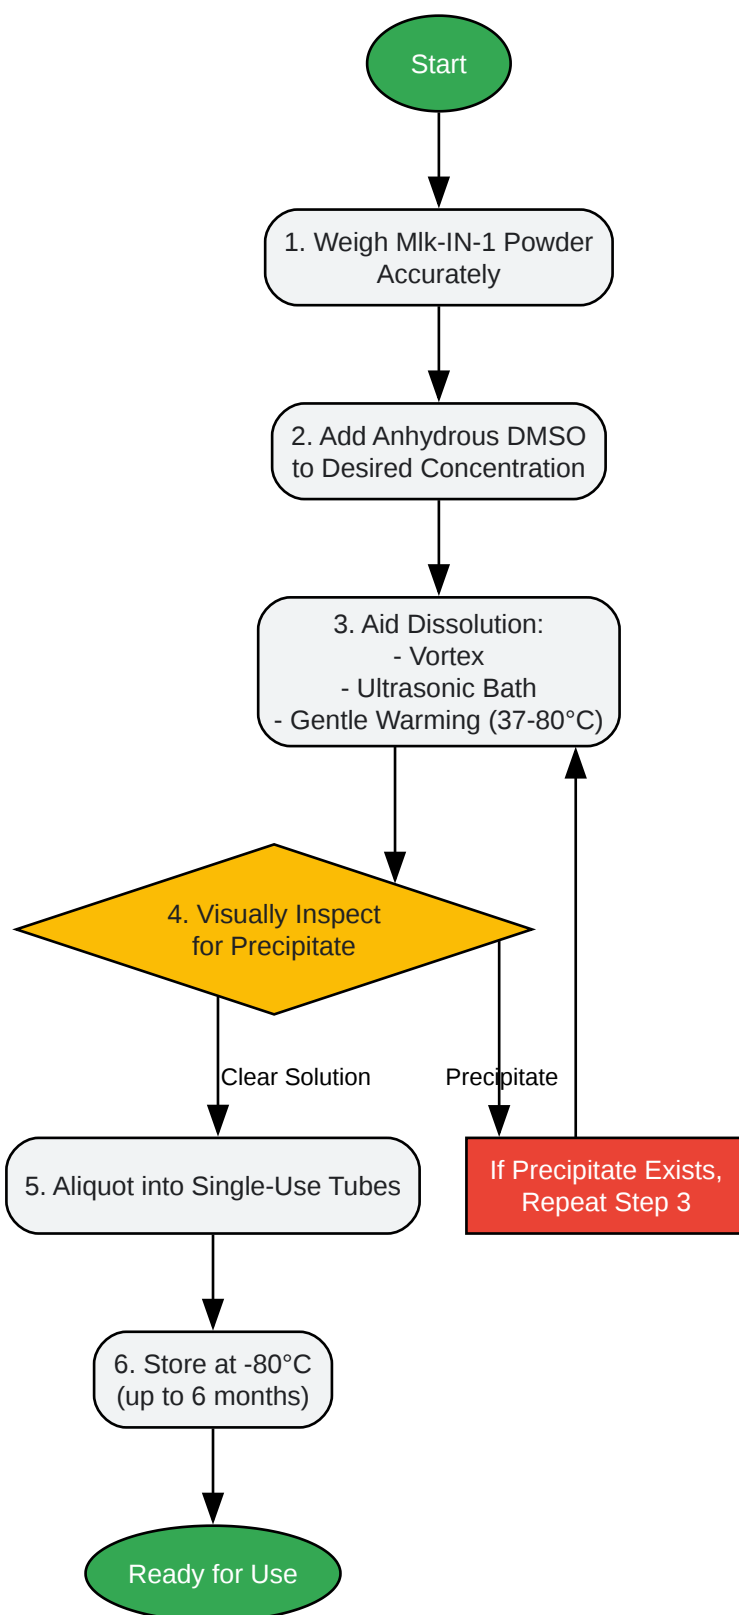 Start
1. Weigh Mlk-IN-1 Powder
Accurately
2. Add Anhydrous DMSO
to Desired Concentration
3. Aid Dissolution:
- Vortex
- Ultrasonic Bath
- Gentle Warming (37-80°C)
4. Visually Inspect
for Precipitate
Clear Solution
Precipitate
5. Aliquot into Single-Use Tubes
If Precipitate Exists,
Repeat Step 3
6. Store at -80°C
(up to 6 months)
Ready for Use